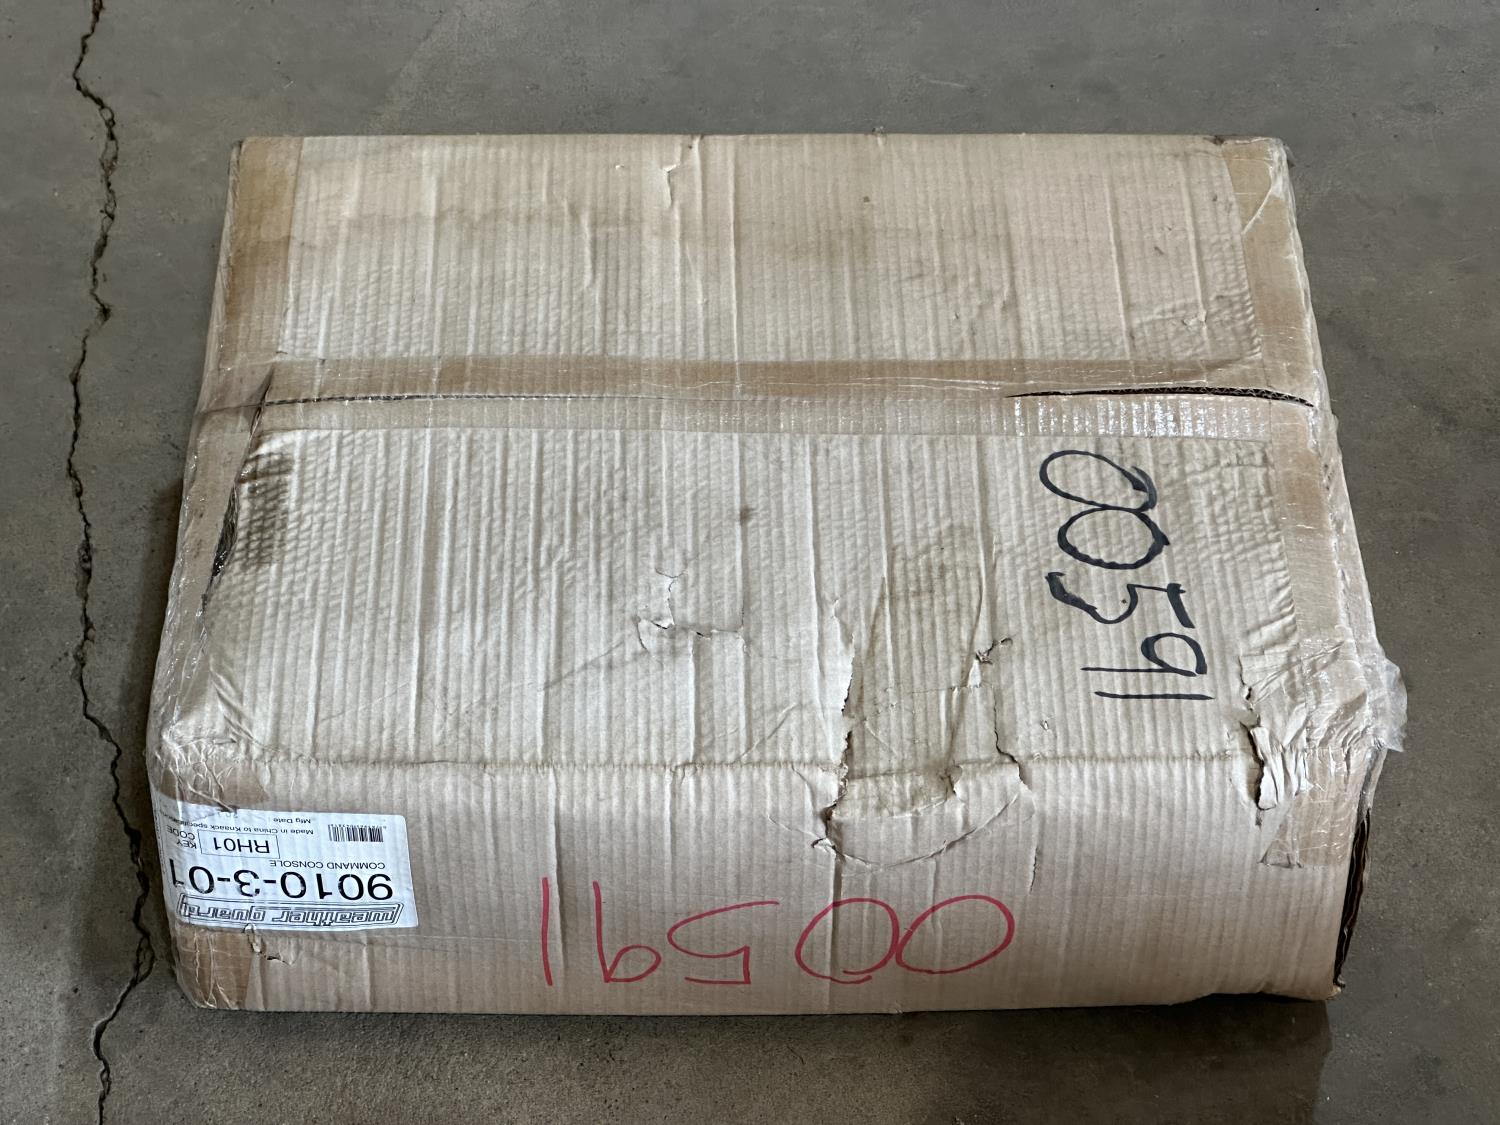 00591
00591
weather guard
9010-3-01
COMMAND CONSOLE
KEY CODE
RH01
Made in China to Knaack specifications
Mfg Date: